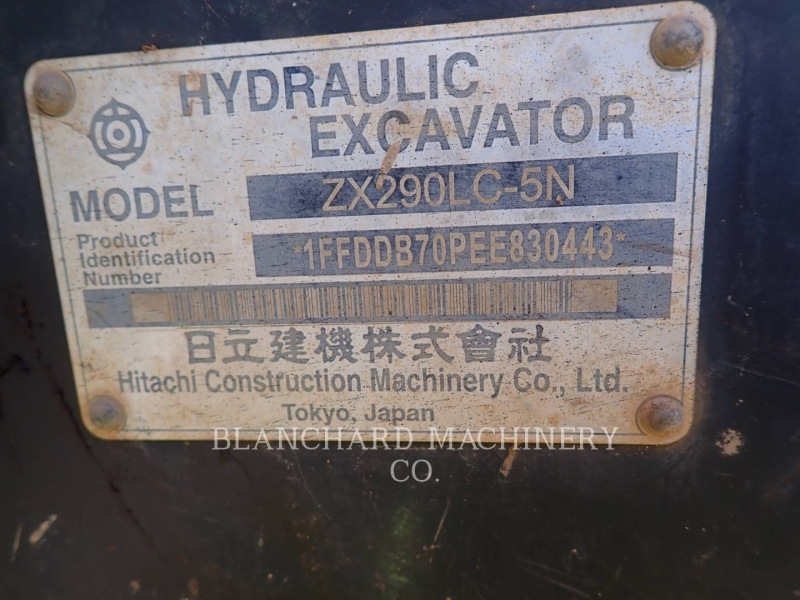 HYDRAULIC
EXCAVATOR
MODEL ZX290LC-5N
Product
Identification
Number
*1FFDDB70PEE830443*
日立建機株式會社
Hitachi Construction Machinery Co., Ltd.
Tokyo, Japan
BLANCHARD MACHINERY
CO.